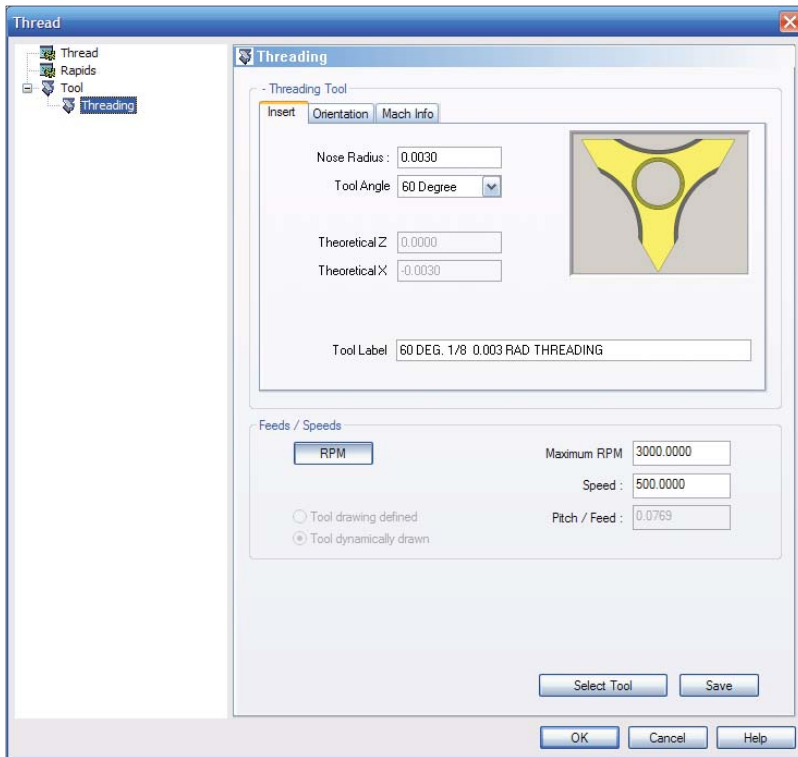 Thread
Thread
Rapids
Tool
Threading
Threading
- Threading Tool
Insert Orientation Mach Info
Nose Radius : 0.0030
Tool Angle 60 Degree
Theoretical Z 0.0000
Theoretical X -0.0030
Tool Label 60 DEG. 1/8 0.003 RAD THREADING
Feeds / Speeds
RPM Maximum RPM 3000.0000
Speed : 500.0000
Tool drawing defined Pitch / Feed : 0.0769
Tool dynamically drawn
Select Tool Save
OK Cancel Help